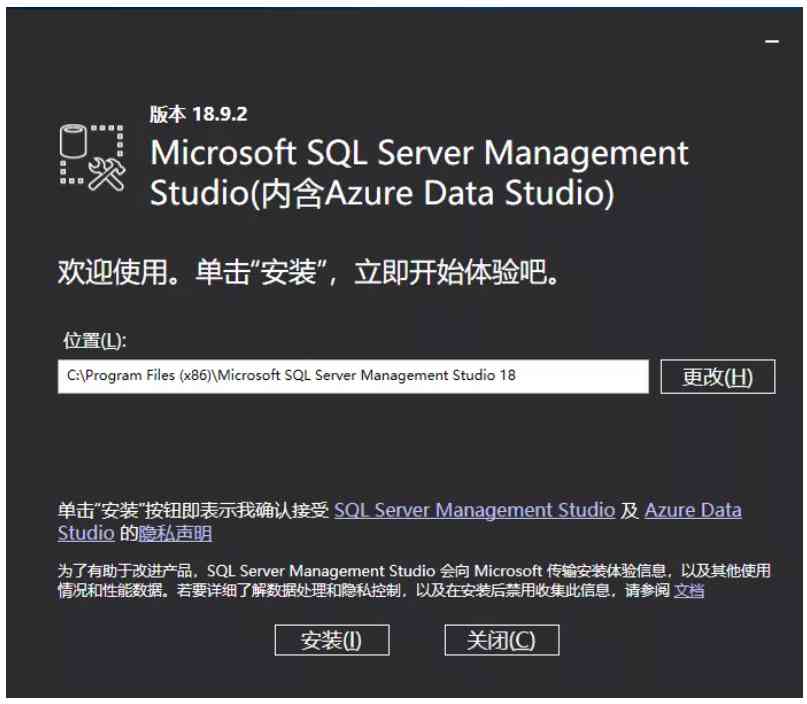 版本 18.9.2
Microsoft SQL Server Management
Studio(内含Azure Data Studio)
欢迎使用。单击“安装”，立即开始体验吧。
位置(L):
C:\Program Files (x86)\Microsoft SQL Server Management Studio 18
更改(H)
单击“安装”按钮即表示我确认接受 SQL Server Management Studio 及 Azure Data
Studio 的隐私声明
为了有助于改进产品，SQL Server Management Studio 会向 Microsoft 传输安装体验信息，以及其他使用
情况和性能数据。若要详细了解数据处理和隐私控制，以及在安装后禁用收集此信息，请参阅 文档
安装(I)
关闭(C)